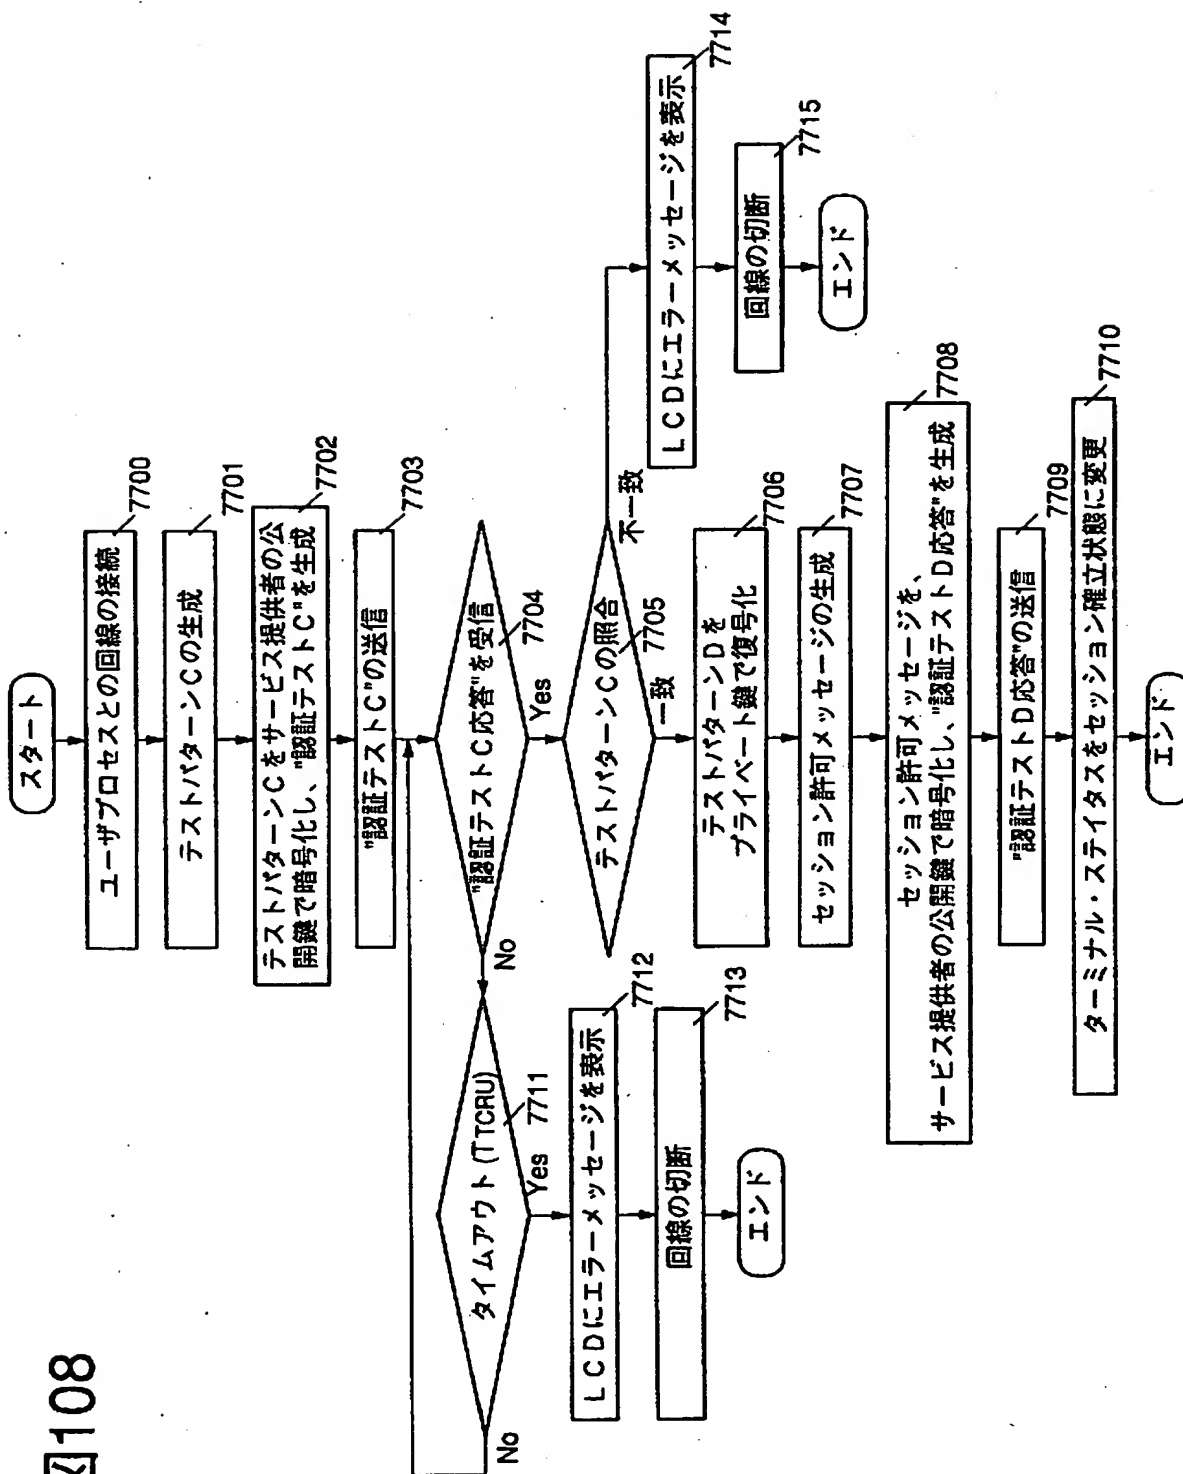 図108
スタート
ユーザプロセスとの回線の接続
7700
テストパターンCの生成
7701
テストパターンCをサービス提供者の公
開鍵で暗号化し、"認証テストC"を生成
7702
"認証テストC"の送信
7703
"認証テストC応答"を受信
7704
Yes
No
タイムアウト(TTCRU)
7711
Yes
No
LCDにエラーメッセージを表示
7712
回線の切断
7713
エンド
テストパターンCの照合
7705
一致
不一致
LCDにエラーメッセージを表示
7714
回線の切断
7715
エンド
テストパターンDを
プライベート鍵で復号化
7706
セッション許可メッセージの生成
7707
セッション許可メッセージを、
サービス提供者の公開鍵で暗号化し、"認証テストD応答"を生成
7708
"認証テストD応答"の送信
7709
ターミナル・ステイタスをセッション確立状態に変更
7710
エンド